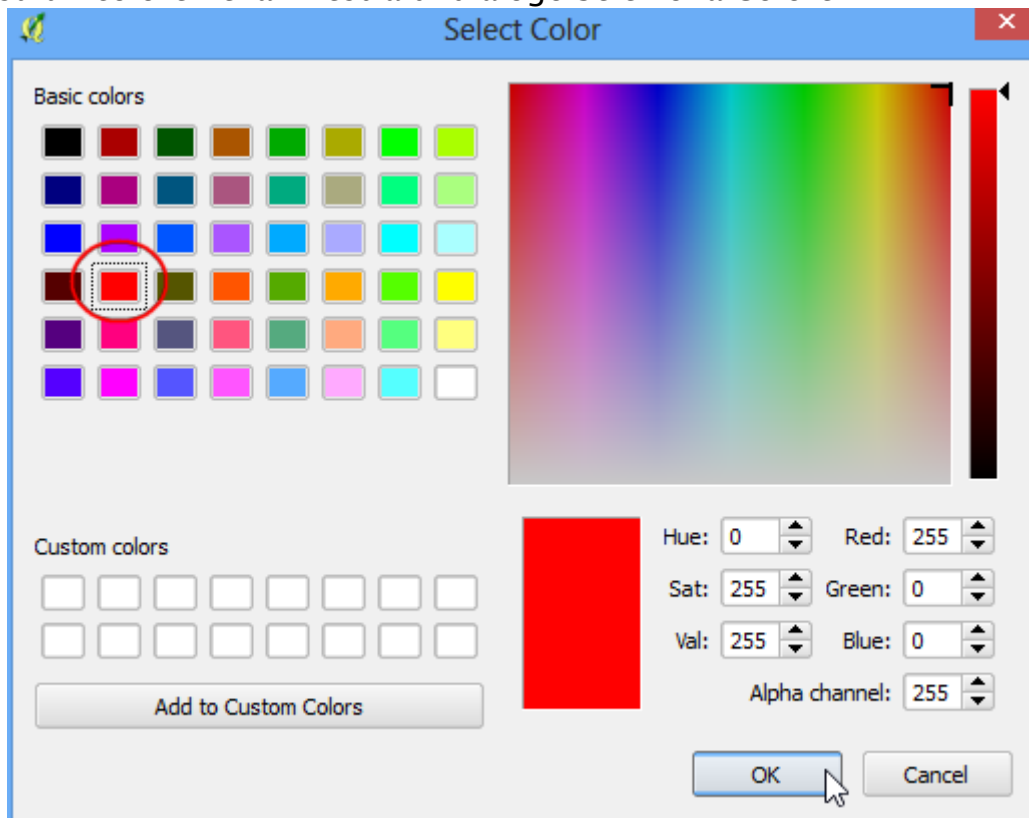 Select Color
Basic colors
Custom colors
Add to Custom Colors
Hue: 0 Red: 255
Sat: 255 Green: 0
Val: 255 Blue: 0
Alpha channel: 255
OK Cancel